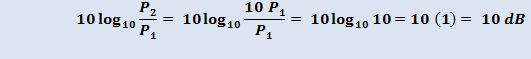 10 log₁₀ P₂/P₁ = 10 log₁₀ 10 P₁/P₁ = 10 log₁₀ 10 = 10 (1) = 10 dB